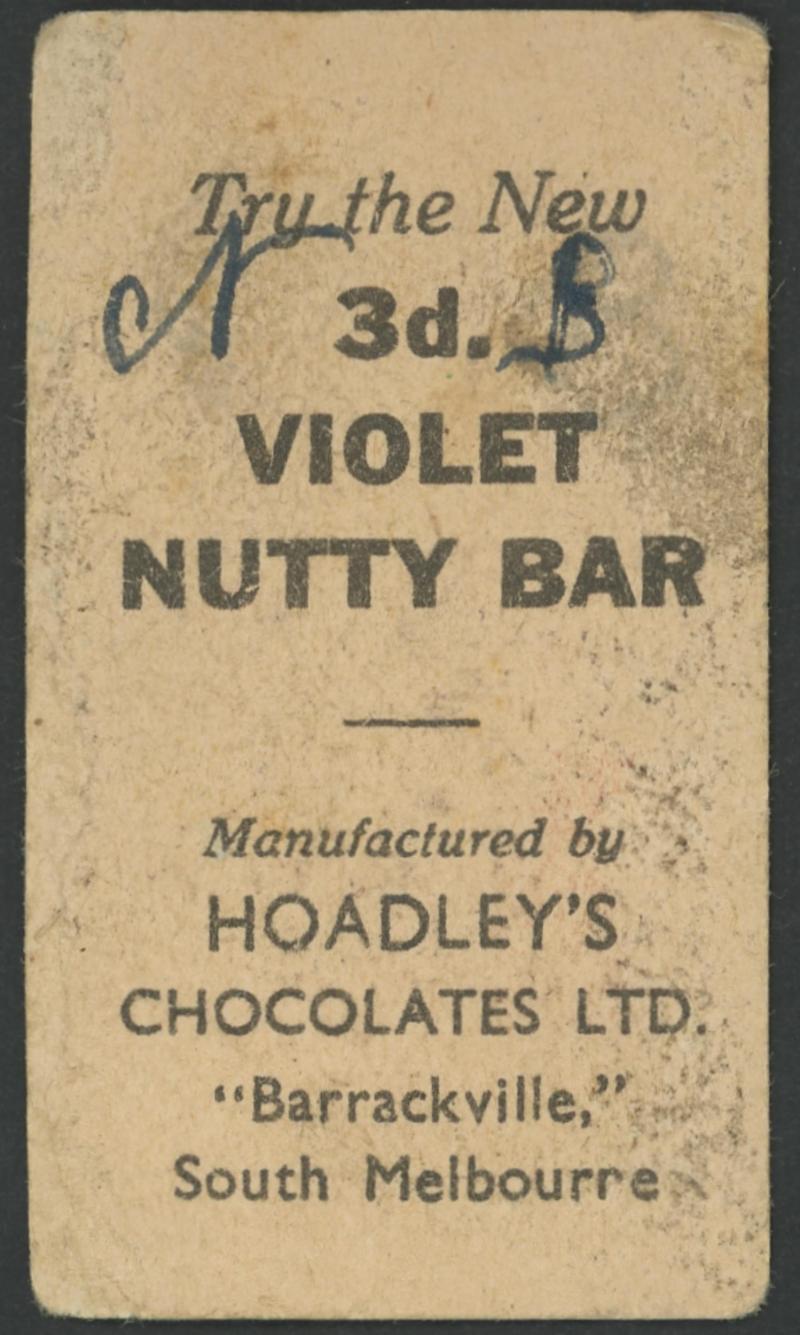 Try the New
N 3d. B
VIOLET
NUTTY BAR
Manufactured by
HOADLEY'S
CHOCOLATES LTD.
"Barrackville,"
South Melbourre